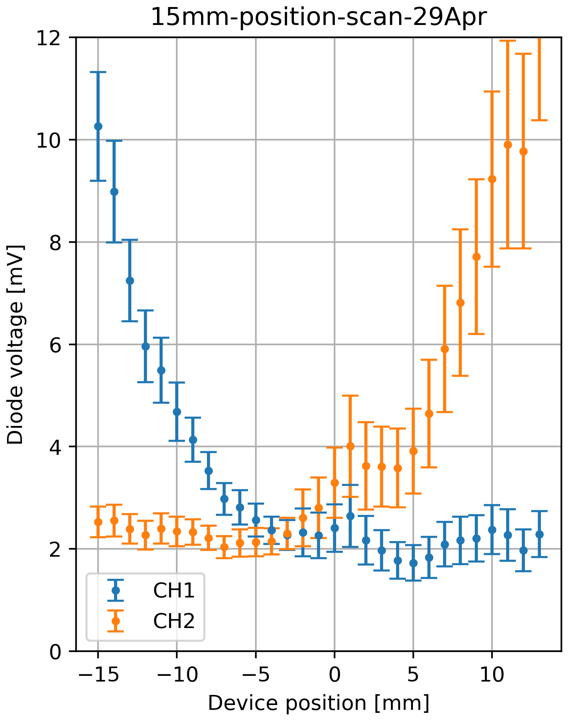 15mm-position-scan-29Apr
12
10
8
6
4
2
0
Diode voltage [mV]
CH1
CH2
−15
−10
−5
0
5
10
Device position [mm]